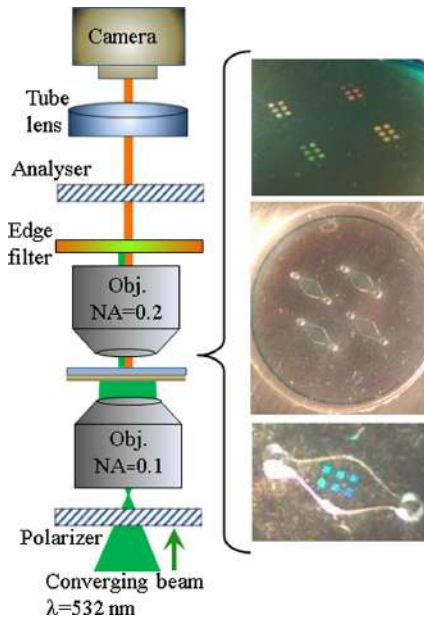 Camera
Tube
lens
Analyser
Edge
filter
Obj.
NA=0.2
Obj.
NA=0.1
Polarizer
Converging beam
λ=532 nm